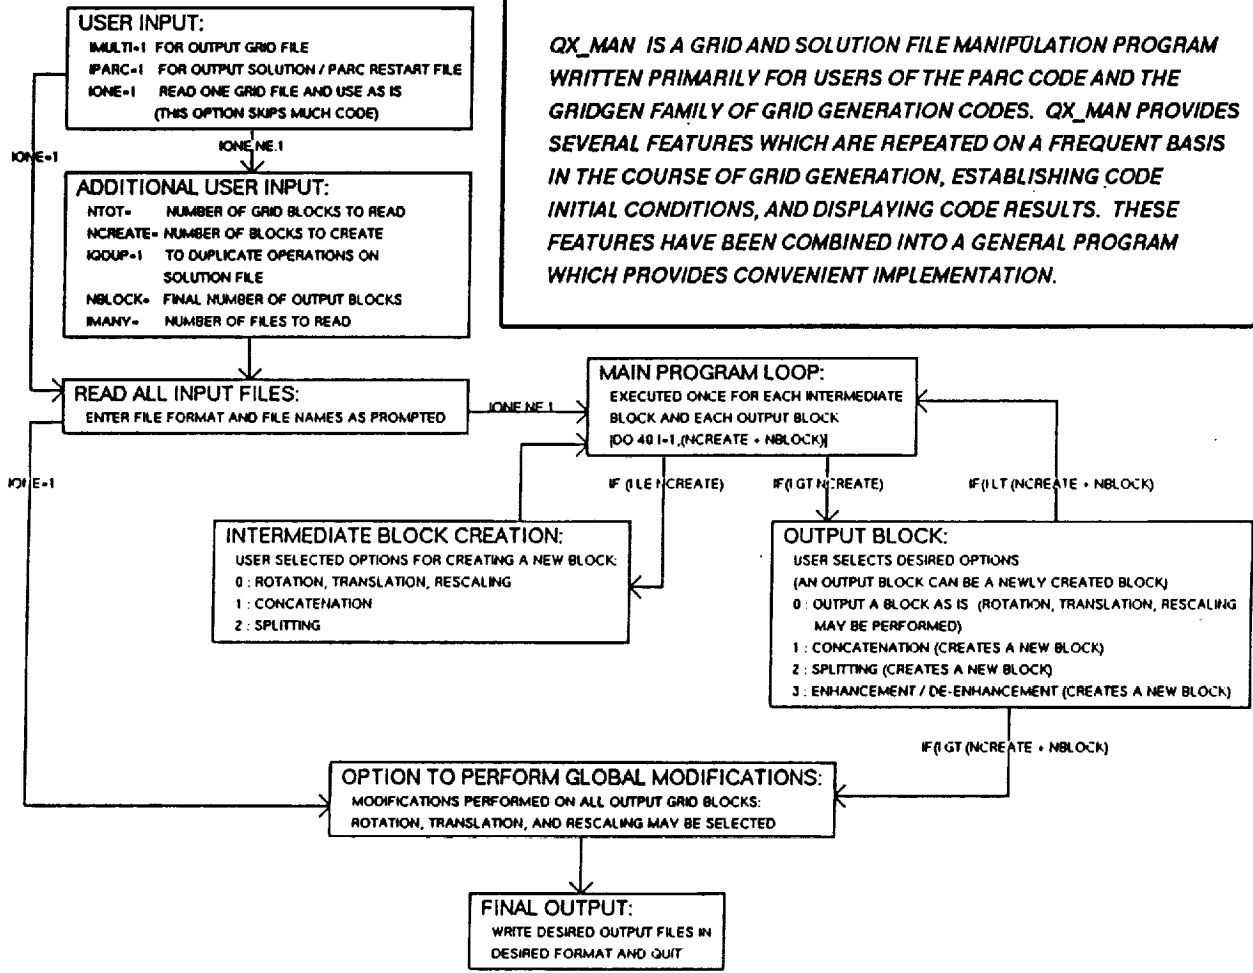 USER INPUT:
IMULTI=1 FOR OUTPUT GRID FILE
IPARC=1 FOR OUTPUT SOLUTION / PARC RESTART FILE
IONE=1 READ ONE GRID FILE AND USE AS IS
(THIS OPTION SKIPS MUCH CODE)
QX_MAN IS A GRID AND SOLUTION FILE MANIPULATION PROGRAM
WRITTEN PRIMARILY FOR USERS OF THE PARC CODE AND THE
GRIDGEN FAMILY OF GRID GENERATION CODES. QX_MAN PROVIDES
SEVERAL FEATURES WHICH ARE REPEATED ON A FREQUENT BASIS
IN THE COURSE OF GRID GENERATION, ESTABLISHING CODE
INITIAL CONDITIONS, AND DISPLAYING CODE RESULTS. THESE
FEATURES HAVE BEEN COMBINED INTO A GENERAL PROGRAM
WHICH PROVIDES CONVENIENT IMPLEMENTATION.
IONE=1
IONE.NE.1
ADDITIONAL USER INPUT:
NTOT= NUMBER OF GRID BLOCKS TO READ
NCREATE= NUMBER OF BLOCKS TO CREATE
IQDUP=1 TO DUPLICATE OPERATIONS ON
SOLUTION FILE
NBLOCK= FINAL NUMBER OF OUTPUT BLOCKS
IMANY= NUMBER OF FILES TO READ
READ ALL INPUT FILES:
ENTER FILE FORMAT AND FILE NAMES AS PROMPTED
IONE.NE.1
MAIN PROGRAM LOOP:
EXECUTED ONCE FOR EACH INTERMEDIATE
BLOCK AND EACH OUTPUT BLOCK
[DO 40 I=1,(NCREATE + NBLOCK)]
IONE=1
IF (I LE NCREATE)
IF(I GT NCREATE)
IF(I LT (NCREATE + NBLOCK)
INTERMEDIATE BLOCK CREATION:
USER SELECTED OPTIONS FOR CREATING A NEW BLOCK:
0 : ROTATION, TRANSLATION, RESCALING
1 : CONCATENATION
2 : SPLITTING
OUTPUT BLOCK:
USER SELECTS DESIRED OPTIONS
(AN OUTPUT BLOCK CAN BE A NEWLY CREATED BLOCK)
0 : OUTPUT A BLOCK AS IS (ROTATION, TRANSLATION, RESCALING
MAY BE PERFORMED)
1 : CONCATENATION (CREATES A NEW BLOCK)
2 : SPLITTING (CREATES A NEW BLOCK)
3 : ENHANCEMENT / DE-ENHANCEMENT (CREATES A NEW BLOCK)
IF(I GT (NCREATE + NBLOCK)
OPTION TO PERFORM GLOBAL MODIFICATIONS:
MODIFICATIONS PERFORMED ON ALL OUTPUT GRID BLOCKS:
ROTATION, TRANSLATION, AND RESCALING MAY BE SELECTED
FINAL OUTPUT:
WRITE DESIRED OUTPUT FILES IN
DESIRED FORMAT AND QUIT